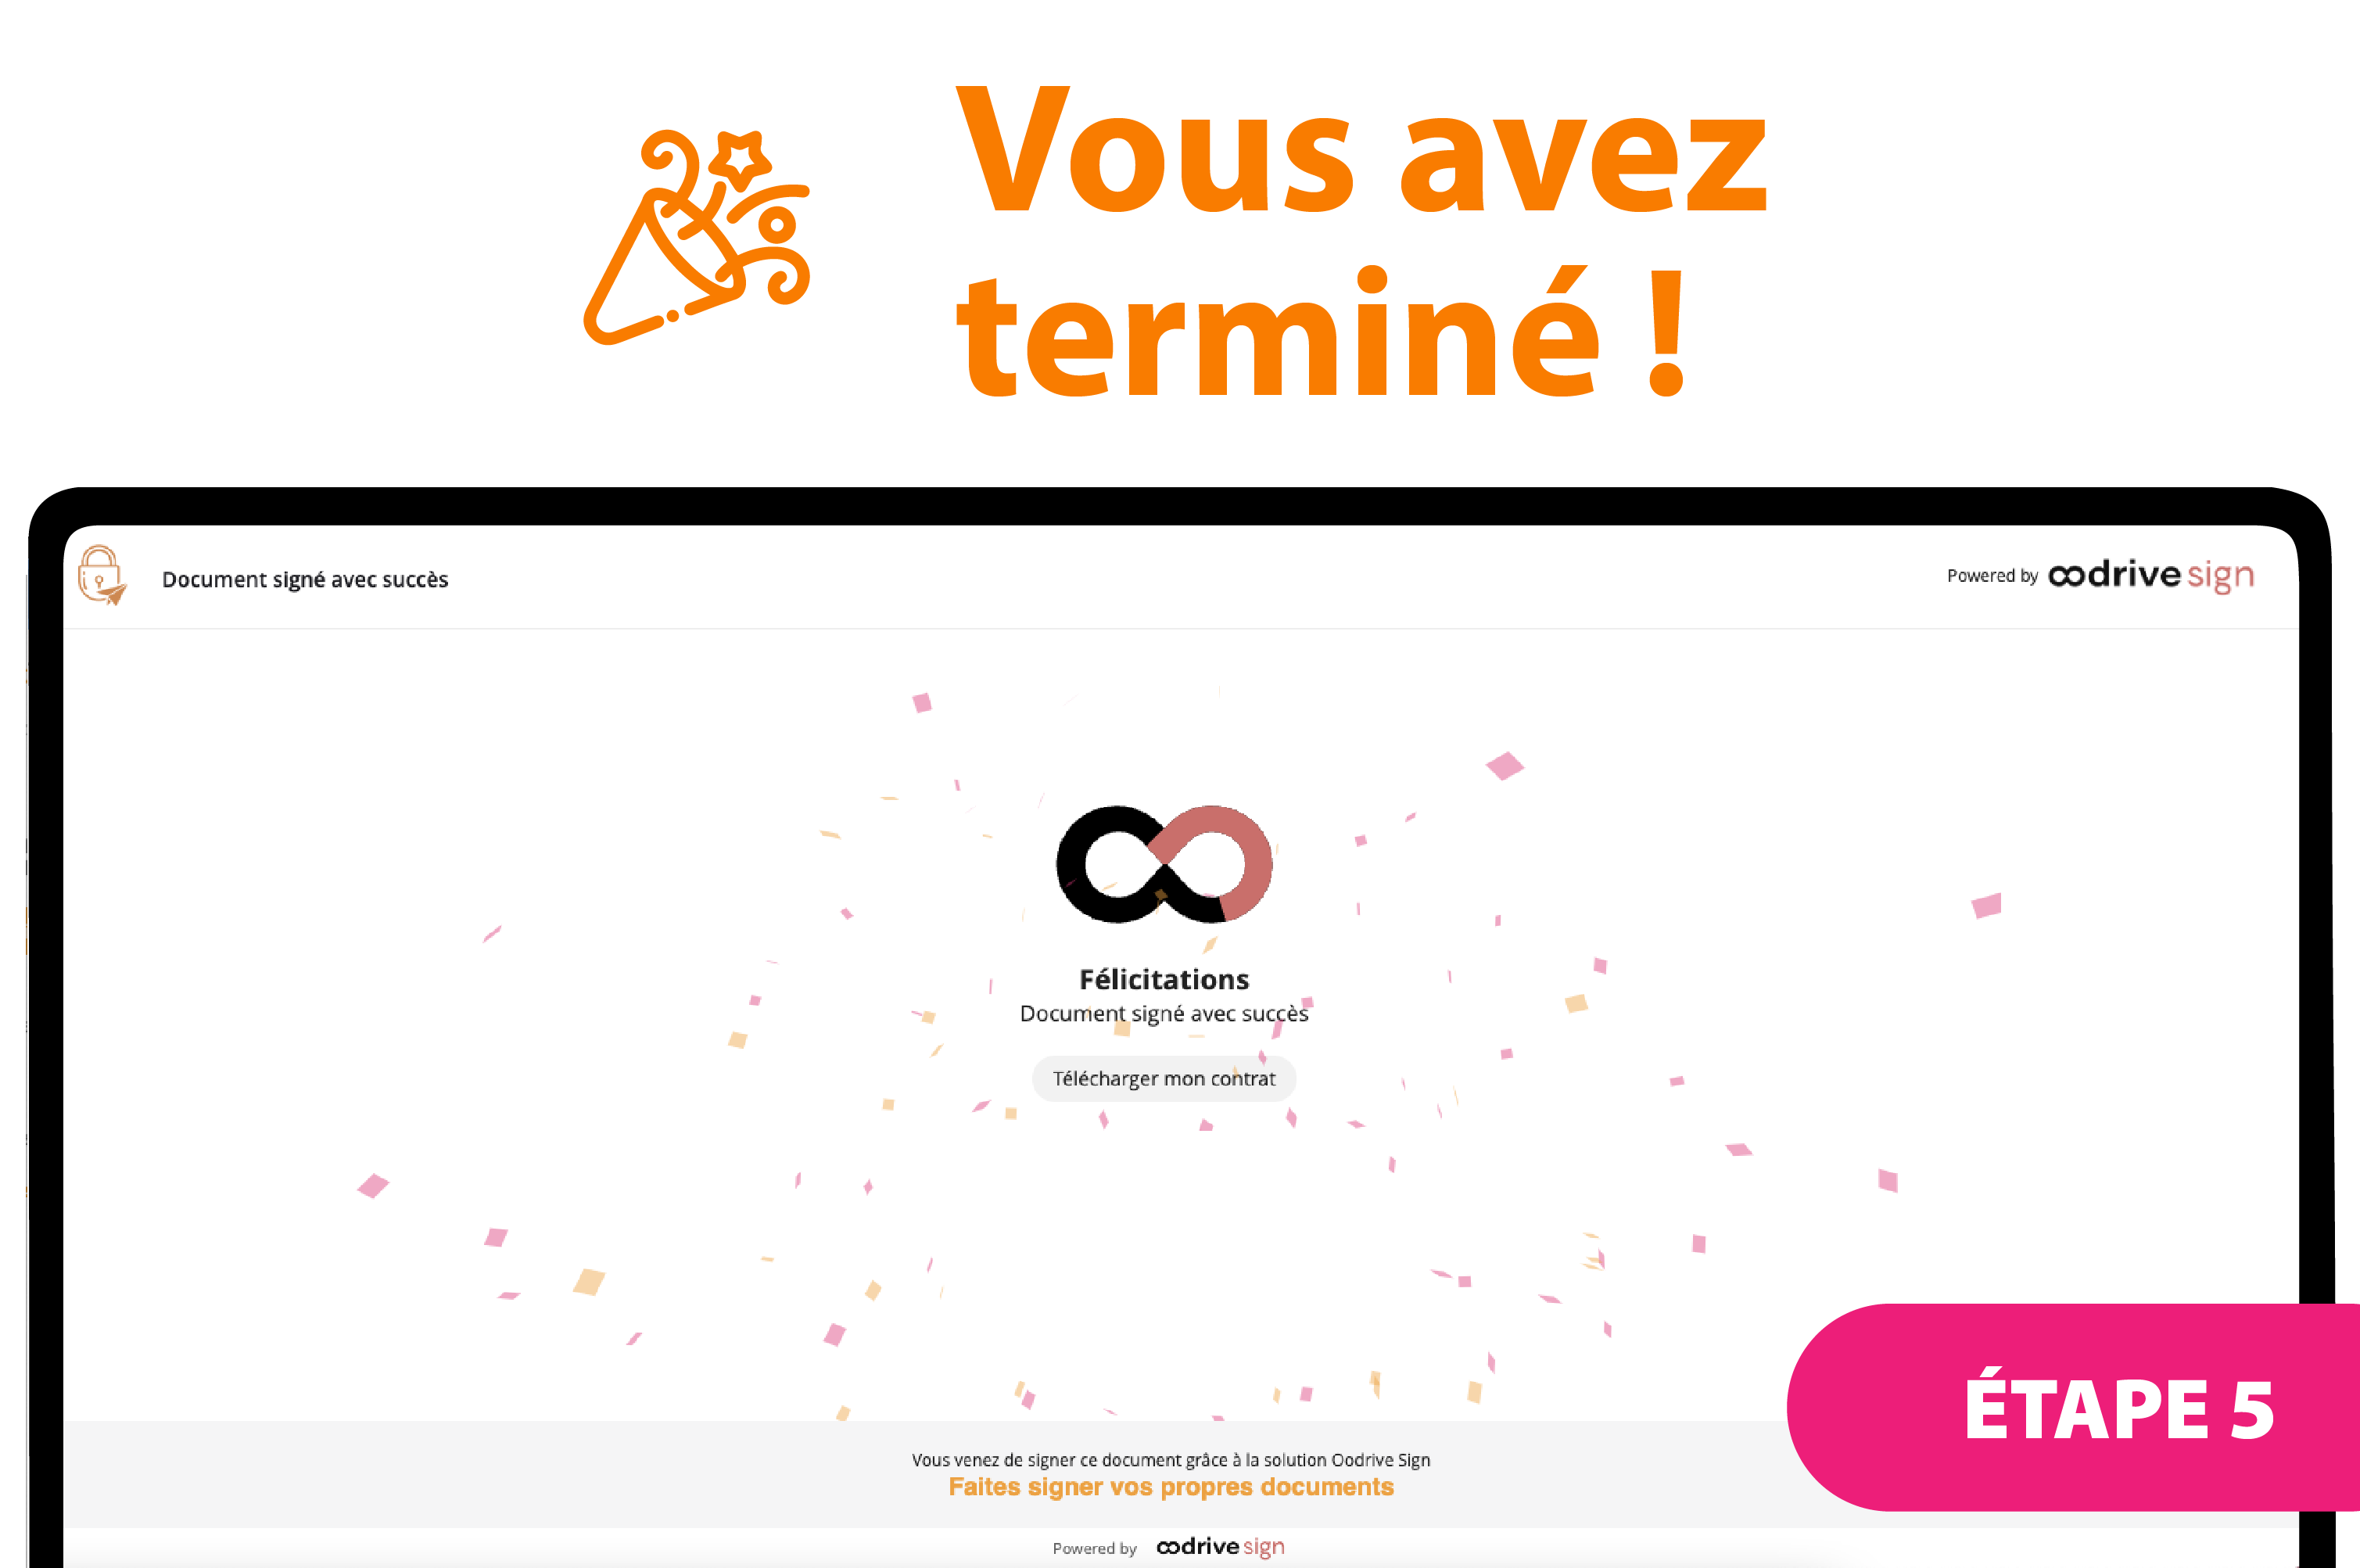 Vous avez
terminé !
Document signé avec succès
Powered by oodrive sign
Félicitations
Document signé avec succès
Télécharger mon contrat
ÉTAPE 5
Vous venez de signer ce document grâce à la solution Oodrive Sign
Faites signer vos propres documents
Powered by oodrive sign